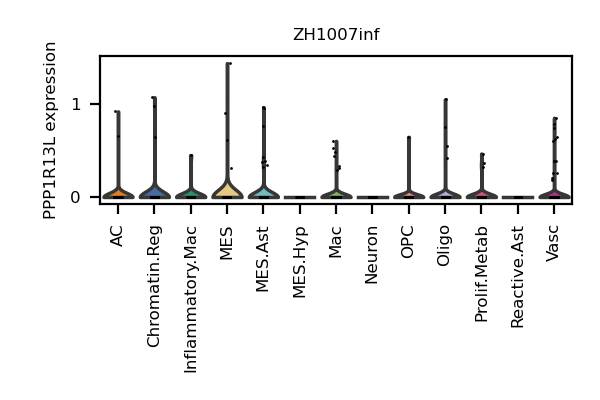 ZH1007inf
PPP1R13L expression
1
0
AC
Chromatin.Reg
Inflammatory.Mac
MES
MES.Ast
MES.Hyp
Mac
Neuron
OPC
Oligo
Prolif.Metab
Reactive.Ast
Vasc